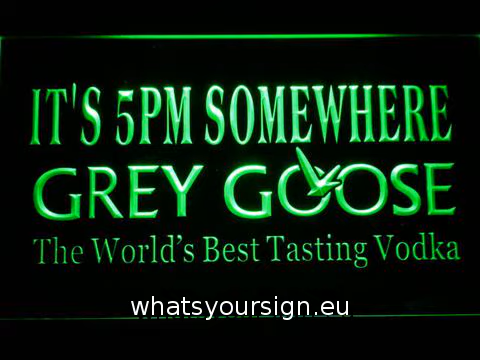 IT'S 5PM SOMEWHERE
GREY GOOSE
The World's Best Tasting Vodka
whatsyoursign.eu